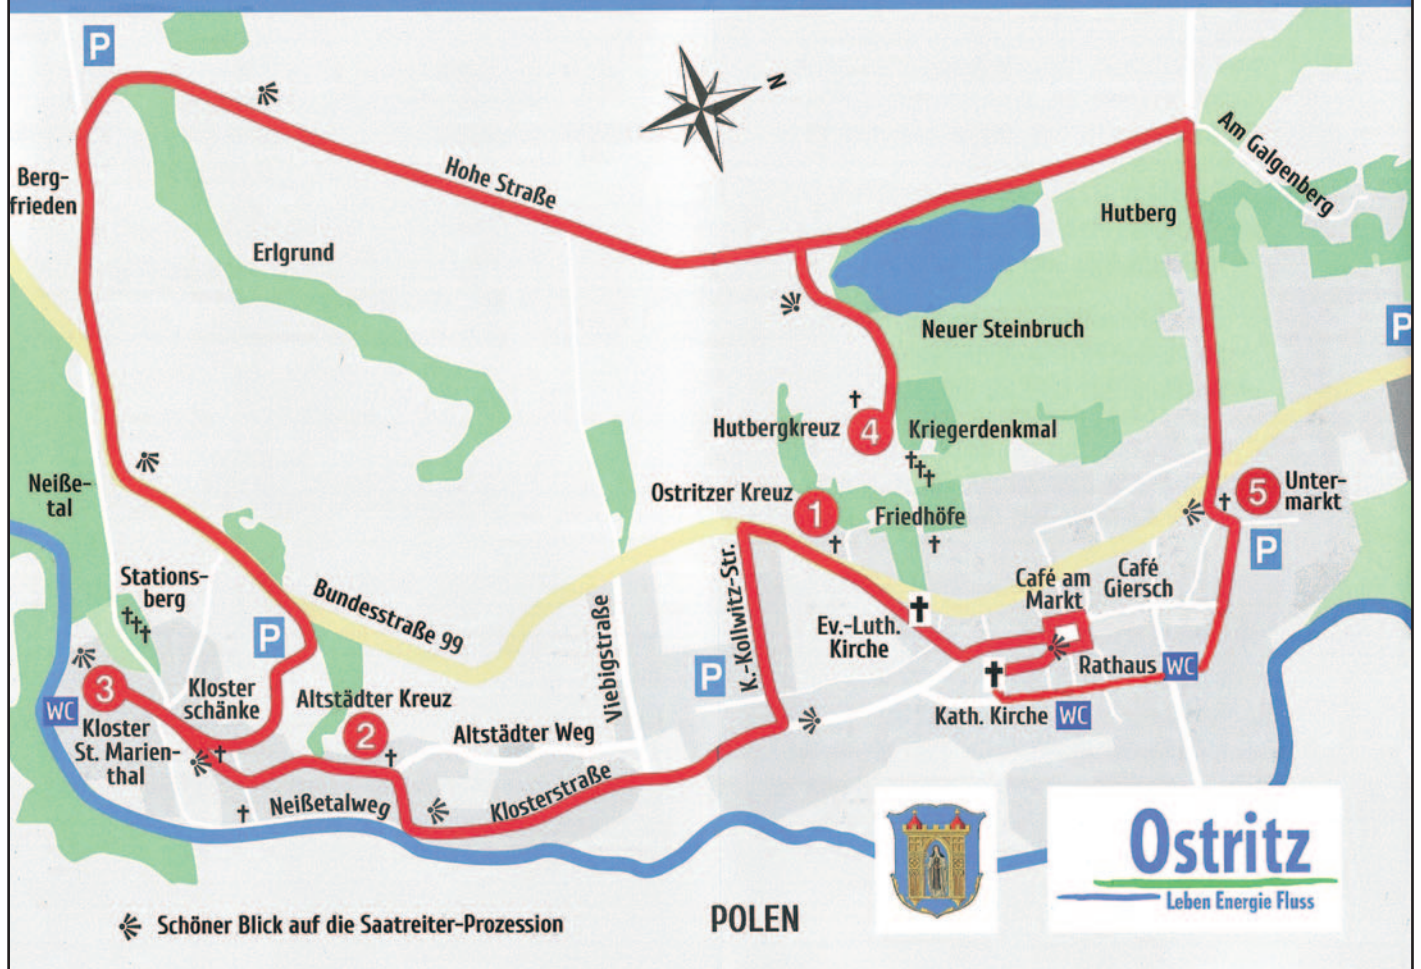 P
N
Am Galgenberg
Hohe Straße
Berg-
frieden
Hutberg
Erlgrund
P
Neuer Steinbruch
Hutbergkreuz
4
Kriegerdenkmal
Neiße-
tal
Ostritzer Kreuz
1
Friedhöfe
5
Unter-
markt
P
Stations-
berg
Bundesstraße 99
K.-Kollwitz-Str.
Café am
Markt
Café
Giersch
P
Viebigstraße
Ev.-Luth.
Kirche
Rathaus WC
P
3
WC
Kloster
St. Marien-
thal
Kloster
schänke
Altstädter Kreuz
2
Altstädter Weg
Kath. Kirche WC
Neißetalweg
Klosterstraße
Ostritz
Leben Energie Fluss
Schöner Blick auf die Saatreiter-Prozession
POLEN